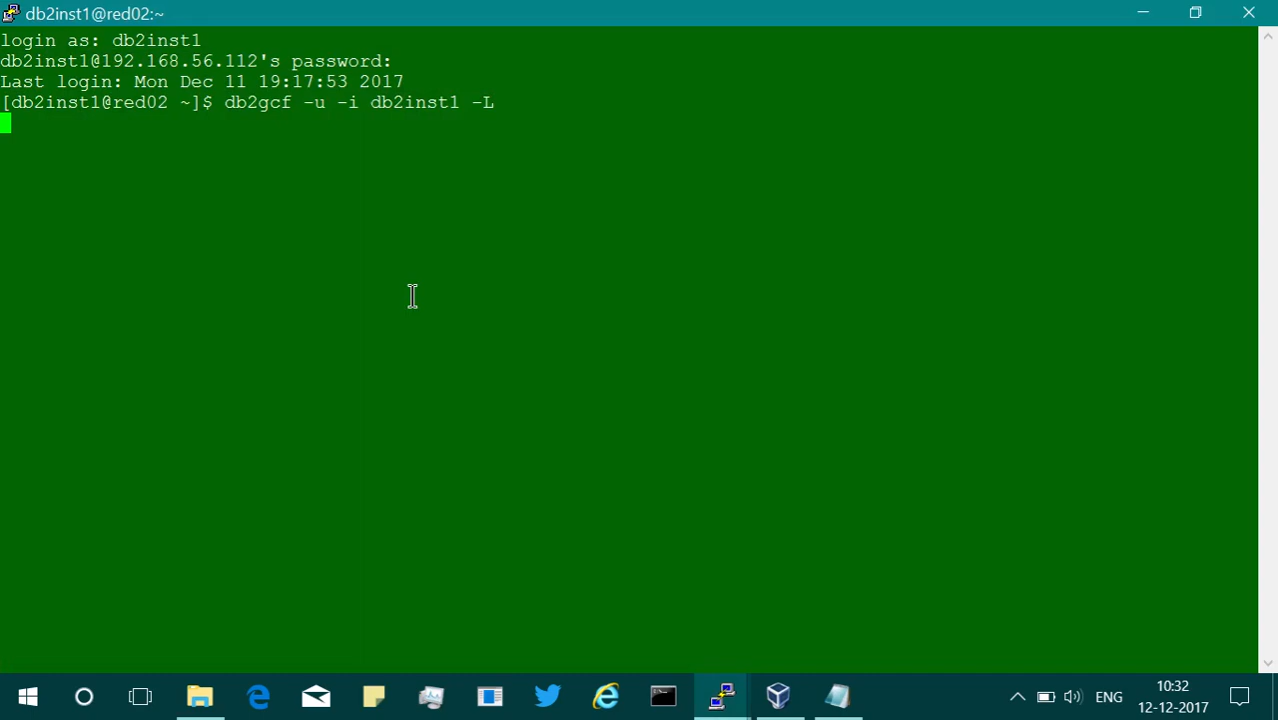 db2inst1@red02:~
login as: db2inst1
db2inst1@192.168.56.112's password:
Last login: Mon Dec 11 19:17:53 2017
[db2inst1@red02 ~]$ db2gcf -u -i db2inst1 -L
ENG
10:32
12-12-2017